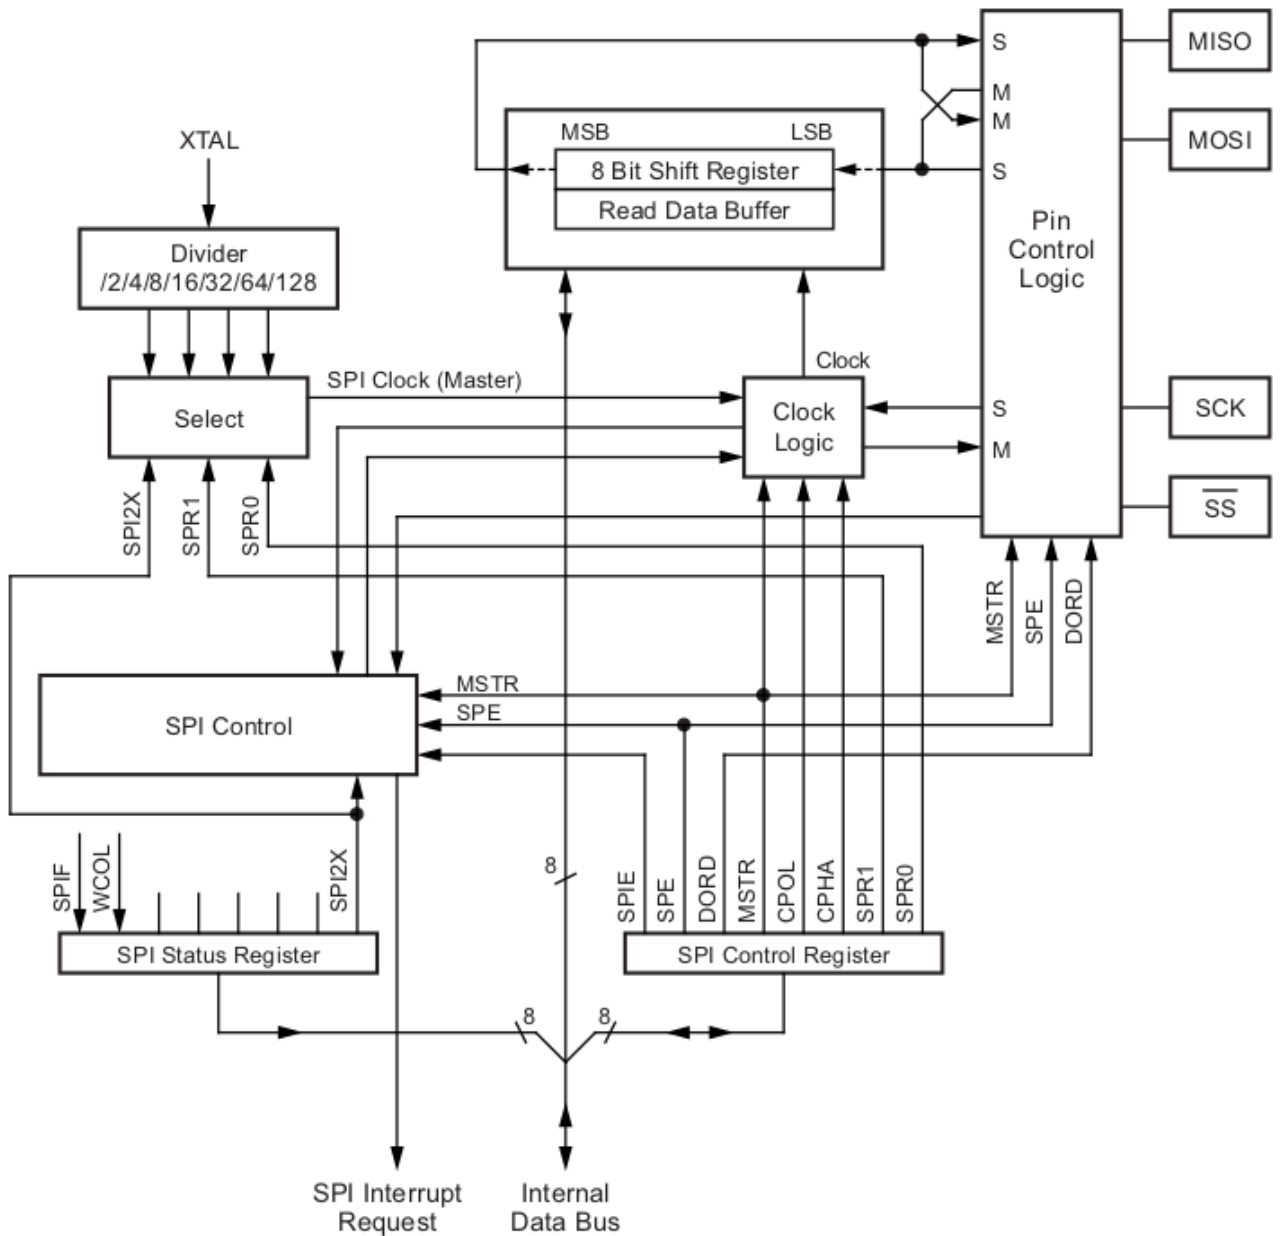 S
MISO
M
MSB
LSB
M
XTAL
MOSI
8 Bit Shift Register
S
Read Data Buffer
Pin
Control
Logic
Divider
/2/4/8/16/32/64/128
Clock
SPI Clock (Master)
Select
Clock
Logic
S
SCK
M
SPI2X
SPR1
SPR0
SS
MSTR
SPE
DORD
MSTR
SPE
SPI Control
8
SPIF
WCOL
SPI2X
SPIE
SPE
DORD
MSTR
CPOL
CPHA
SPR1
SPR0
SPI Status Register
SPI Control Register
8
8
SPI Interrupt
Request
Internal
Data Bus